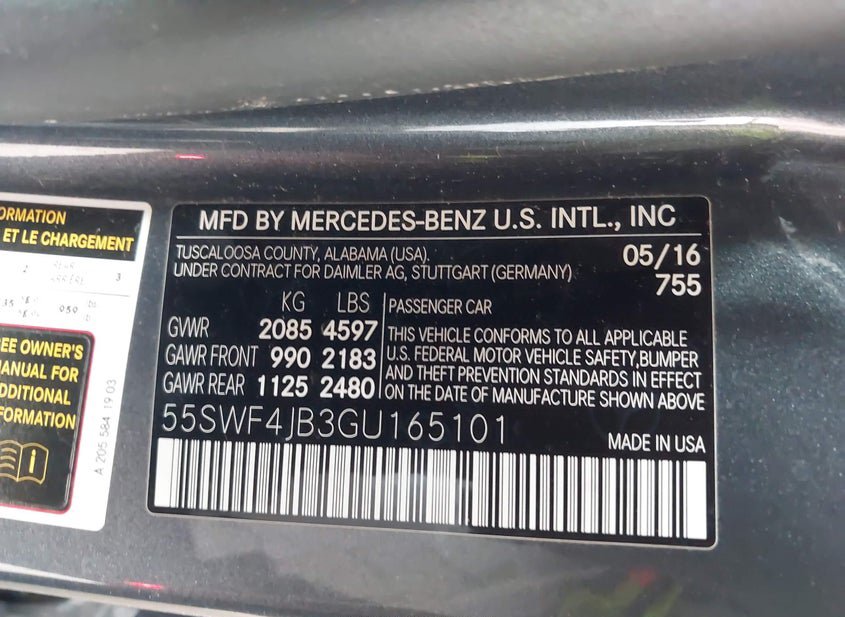 ORMATION
ET LE CHARGEMENT
2 3
35 959
EE OWNER'S
ANUAL FOR
DDITIONAL
FORMATION
A 205 584 19 03
MFD BY MERCEDES-BENZ U.S. INTL., INC
TUSCALOOSA COUNTY, ALABAMA (USA). 05/16
UNDER CONTRACT FOR DAIMLER AG, STUTTGART (GERMANY) 755
KG LBS PASSENGER CAR
GVWR 2085 4597 THIS VEHICLE CONFORMS TO ALL APPLICABLE
GAWR FRONT 990 2183 U.S. FEDERAL MOTOR VEHICLE SAFETY,BUMPER
GAWR REAR 1125 2480 AND THEFT PREVENTION STANDARDS IN EFFECT
ON THE DATE OF MANUFACTURE SHOWN ABOVE
55SWF4JB3GU165101 MADE IN USA